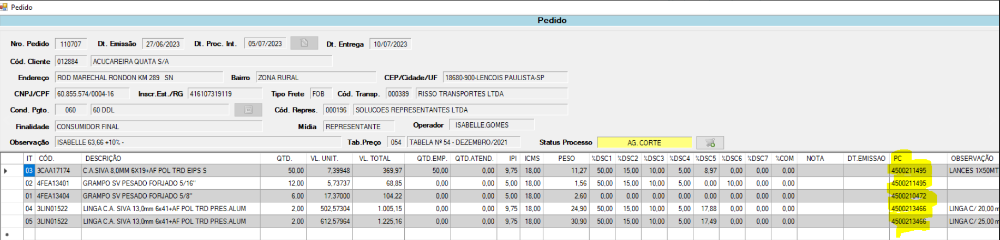 Pedido
Pedido
Nro. Pedido 110707 Dt. Emissão 27/06/2023 Dt. Proc. Int. 05/07/2023 Dt. Entrega 10/07/2023
Cód. Cliente 012884 ACUCAREIRA QUATA S/A
Endereço ROD MARECHAL RONDON KM 289 SN Bairro ZONA RURAL CEP/Cidade/UF 18680-900-LENCOIS PAULISTA-SP
CNPJ/CPF 60.855.574/0004-16 Inscr.Est./RG 416107319119 Tipo Frete FOB Cód. Transp. 000389 RISSO TRANSPORTES LTDA
Cond. Pgto. 060 60 DDL Cód. Repres. 000196 SOLUCOES REPRESENTANTES LTDA
Finalidade CONSUMIDOR FINAL Mídia REPRESENTANTE Operador ISABELLE.GOMES
Observação ISABELLE 63,66 +10% - Tab.Preço 054 TABELA Nº 54 - DEZEMBRO/2021 Status Processo AG. CORTE
IT CÓD. DESCRIÇÃO QTD. VL. UNIT. VL. TOTAL QTD.EMP. QTD.ATEND. IPI ICMS PESO %DSC1 %DSC2 %DSC3 %DSC4 %DSC5 %DSC6 %DSC7 %COM NOTA DT.EMISSAO PC OBSERVAÇÃO
03 3CAA17174 C.A.SIVA 8,0MM 6X19+AF POL TRD EIPS S 50,00 7,39948 369,97 50,00 0,00 9,75 18,00 11,27 50,00 15,00 10,00 5,00 8,97 0,00 0,00 0,00 4500211495 LANCES 1X50MT
02 4FEA13401 GRAMPO SV PESADO FORJADO 5/16" 12,00 5,73737 68,85 0,00 0,00 5,00 18,00 1,56 50,00 15,00 10,00 5,00 0,00 10,00 0,00 0,00 4500211495
01 4FEA13404 GRAMPO SV PESADO FORJADO 5/8" 6,00 17,37000 104,22 0,00 0,00 5,00 18,00 2,60 0,00 0,00 0,00 0,00 0,00 0,00 0,00 0,00 4500210472
04 3LIN01522 LINGA C.A. SIVA 13,0mm 6x41+AF POL TRD PRES.ALUM 2,00 502,57304 1.005,15 0,00 0,00 9,75 18,00 24,90 50,00 15,00 10,00 5,00 17,88 0,00 0,00 0,00 4500213466 LINGA C/ 20,00 m
05 3LIN01522 LINGA C.A. SIVA 13,0mm 6x41+AF POL TRD PRES.ALUM 2,00 612,57964 1.225,16 0,00 0,00 9,75 18,00 30,90 50,00 15,00 10,00 5,00 17,49 0,00 0,00 0,00 4500213466 LINGA C/ 25,00 m